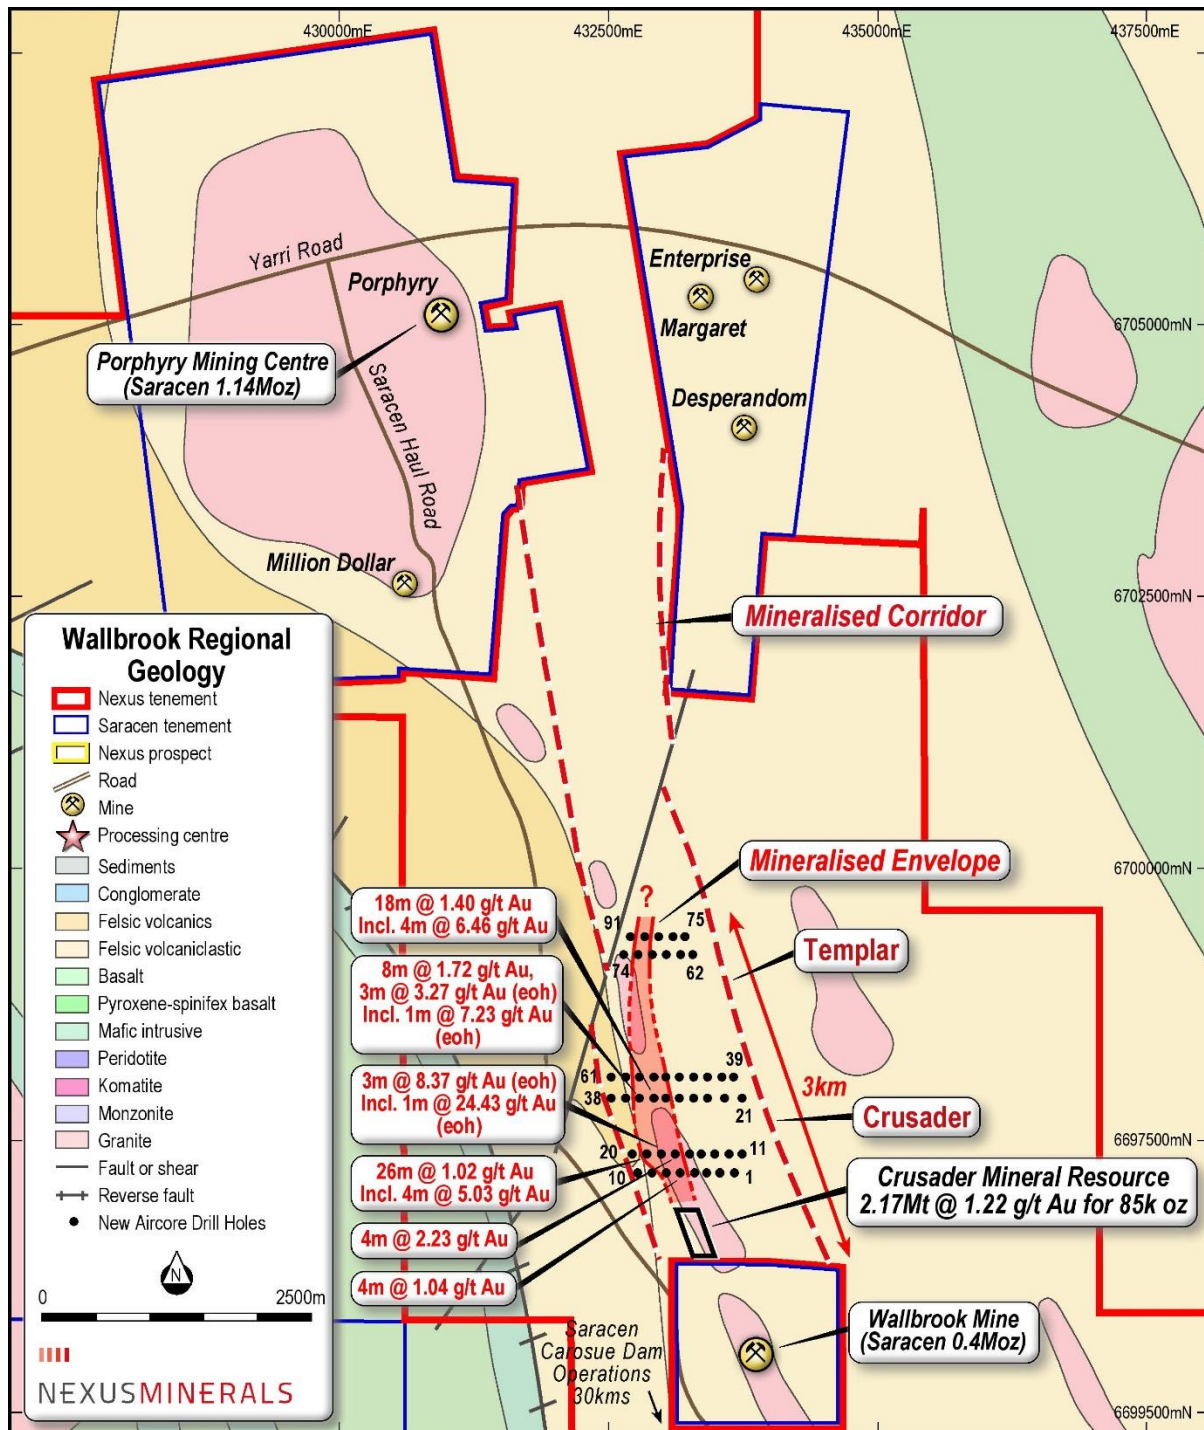 430000mE
432500mE
435000mE
437500mE
Yarri Road
Enterprise
Porphyry
Margaret
6705000mN
Porphyry Mining Centre
(Saracen 1.14Moz)
Saracen Haul Road
Desperandom
Million Dollar
6702500mN
Mineralised Corridor
Wallbrook Regional
Geology
Nexus tenement
Saracen tenement
Nexus prospect
Road
Mine
Processing centre
Sediments
Conglomerate
Felsic volcanics
Felsic volcaniclastic
Basalt
Pyroxene-spinifex basalt
Mafic intrusive
Peridotite
Komatite
Monzonite
Granite
Fault or shear
Reverse fault
New Aircore Drill Holes
N
0
2500m
NEXUSMINERALS
6700000mN
Mineralised Envelope
?
18m @ 1.40 g/t Au
Incl. 4m @ 6.46 g/t Au
91
75
74
62
Templar
8m @ 1.72 g/t Au,
3m @ 3.27 g/t Au (eoh)
Incl. 1m @ 7.23 g/t Au
(eoh)
61
39
38
21
3km
3m @ 8.37 g/t Au (eoh)
Incl. 1m @ 24.43 g/t Au
(eoh)
Crusader
6697500mN
20
11
10
1
26m @ 1.02 g/t Au
Incl. 4m @ 5.03 g/t Au
Crusader Mineral Resource
2.17Mt @ 1.22 g/t Au for 85k oz
4m @ 2.23 g/t Au
4m @ 1.04 g/t Au
Wallbrook Mine
(Saracen 0.4Moz)
Saracen
Carosue Dam
Operations
30kms
6699500mN